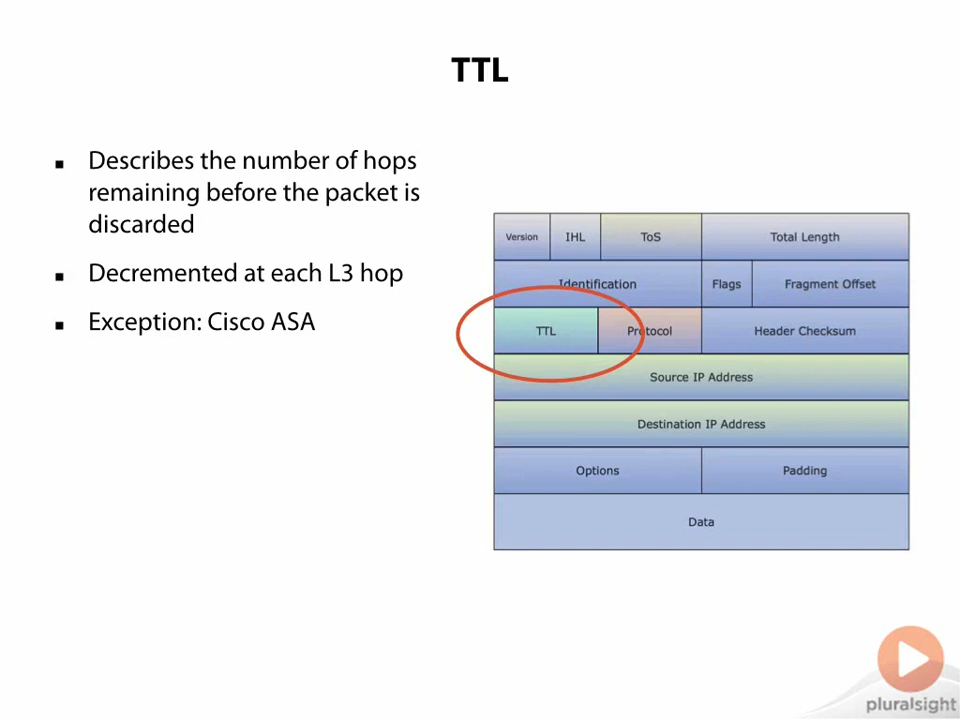 TTL
▪ Describes the number of hops
remaining before the packet is
discarded
▪ Decremented at each L3 hop
▪ Exception: Cisco ASA
Version IHL ToS Total Length
Identification Flags Fragment Offset
TTL Protocol Header Checksum
Source IP Address
Destination IP Address
Options Padding
Data
pluralsight